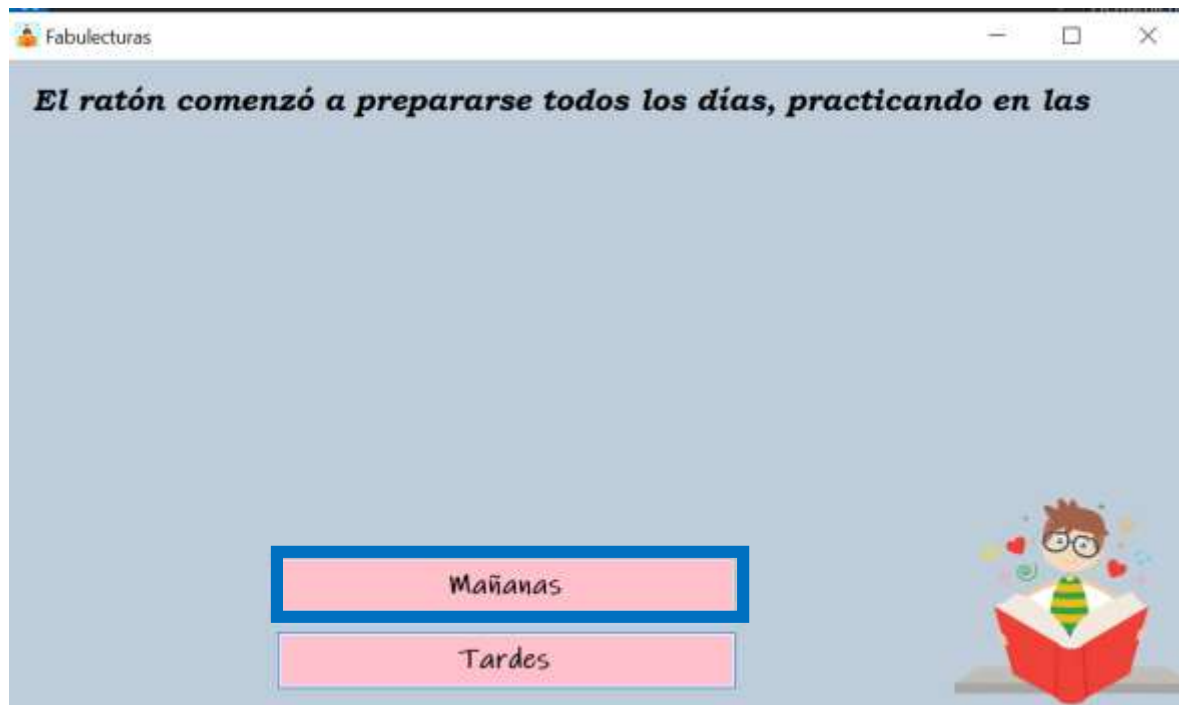 Fabulecturas
El ratón comenzó a prepararse todos los días, practicando en las
Mañanas
Tardes